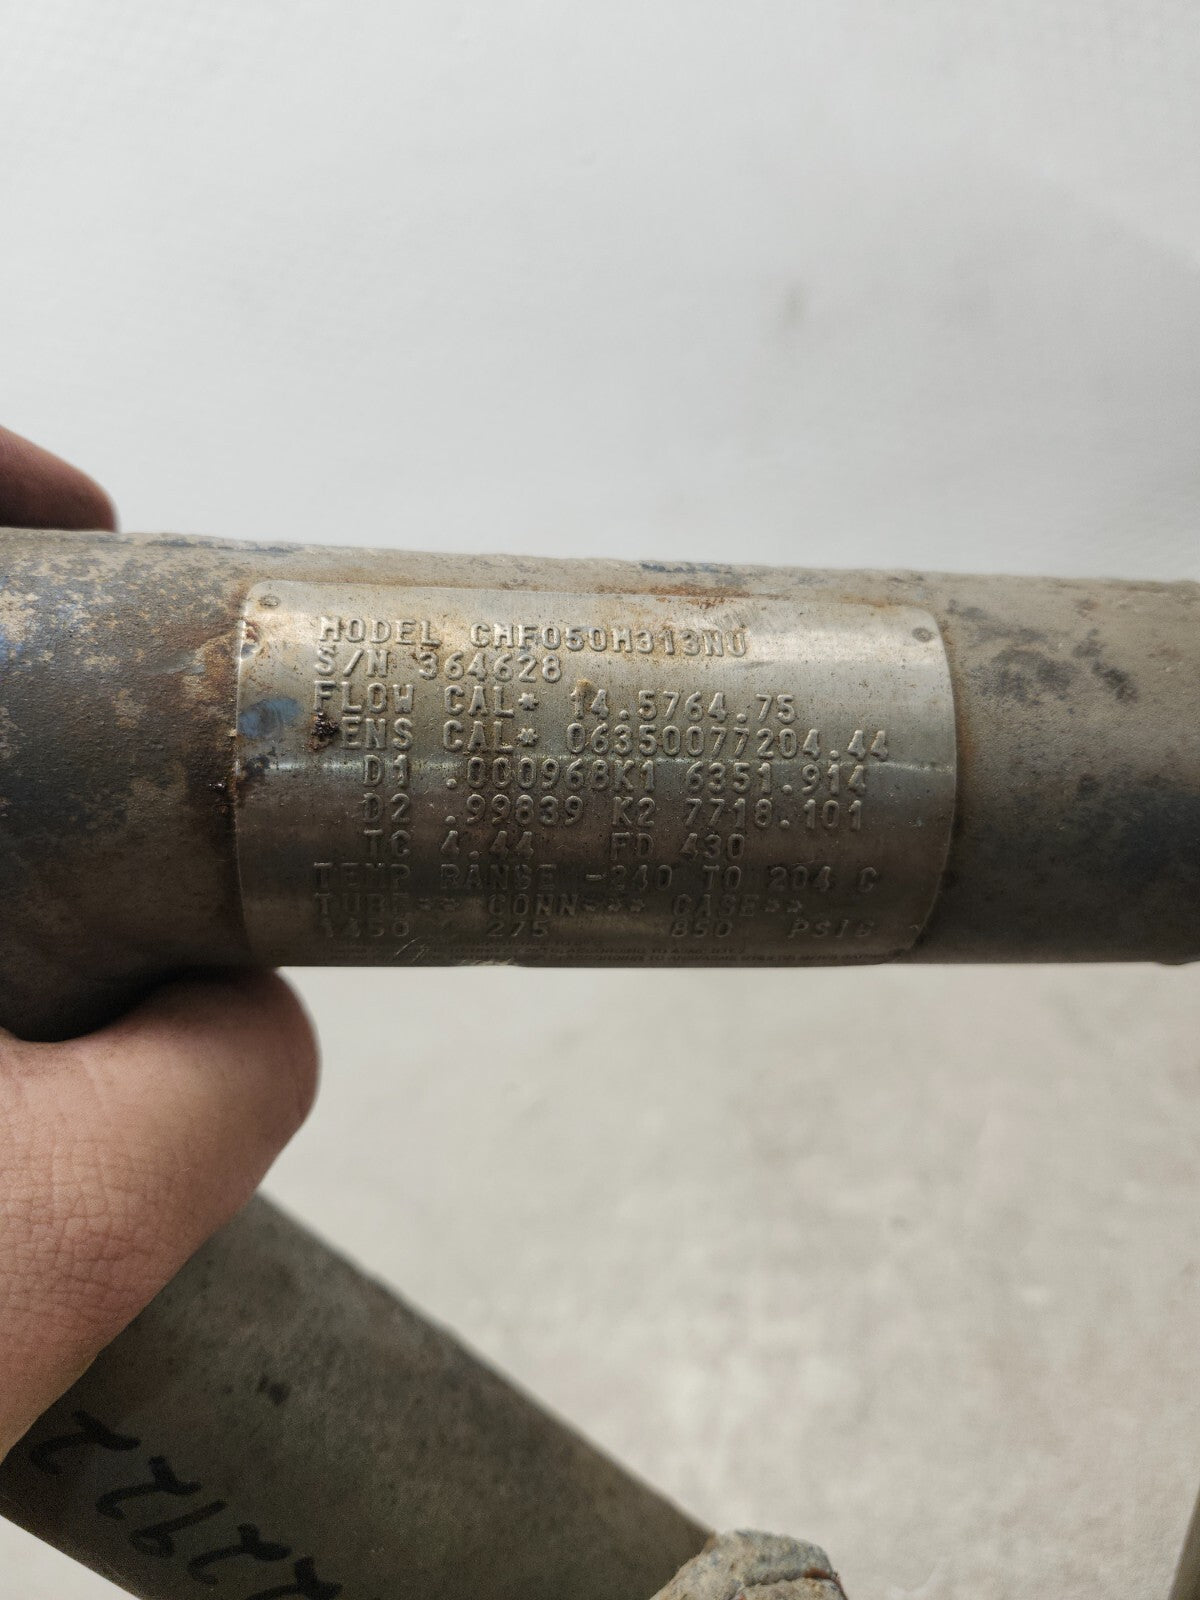 MODEL CMF050M313NU
S/N 364628
FLOW CAL* 14.5764.75
DENS CAL* 06350077204.44
D1 .000968K1 6351.914
D2 .99839 K2 7718.101
TC 4.44 FD 430
TEMP RANGE -240 TO 204 C
TUBE** CONN*** CASE**
1450 275 850 PSIG